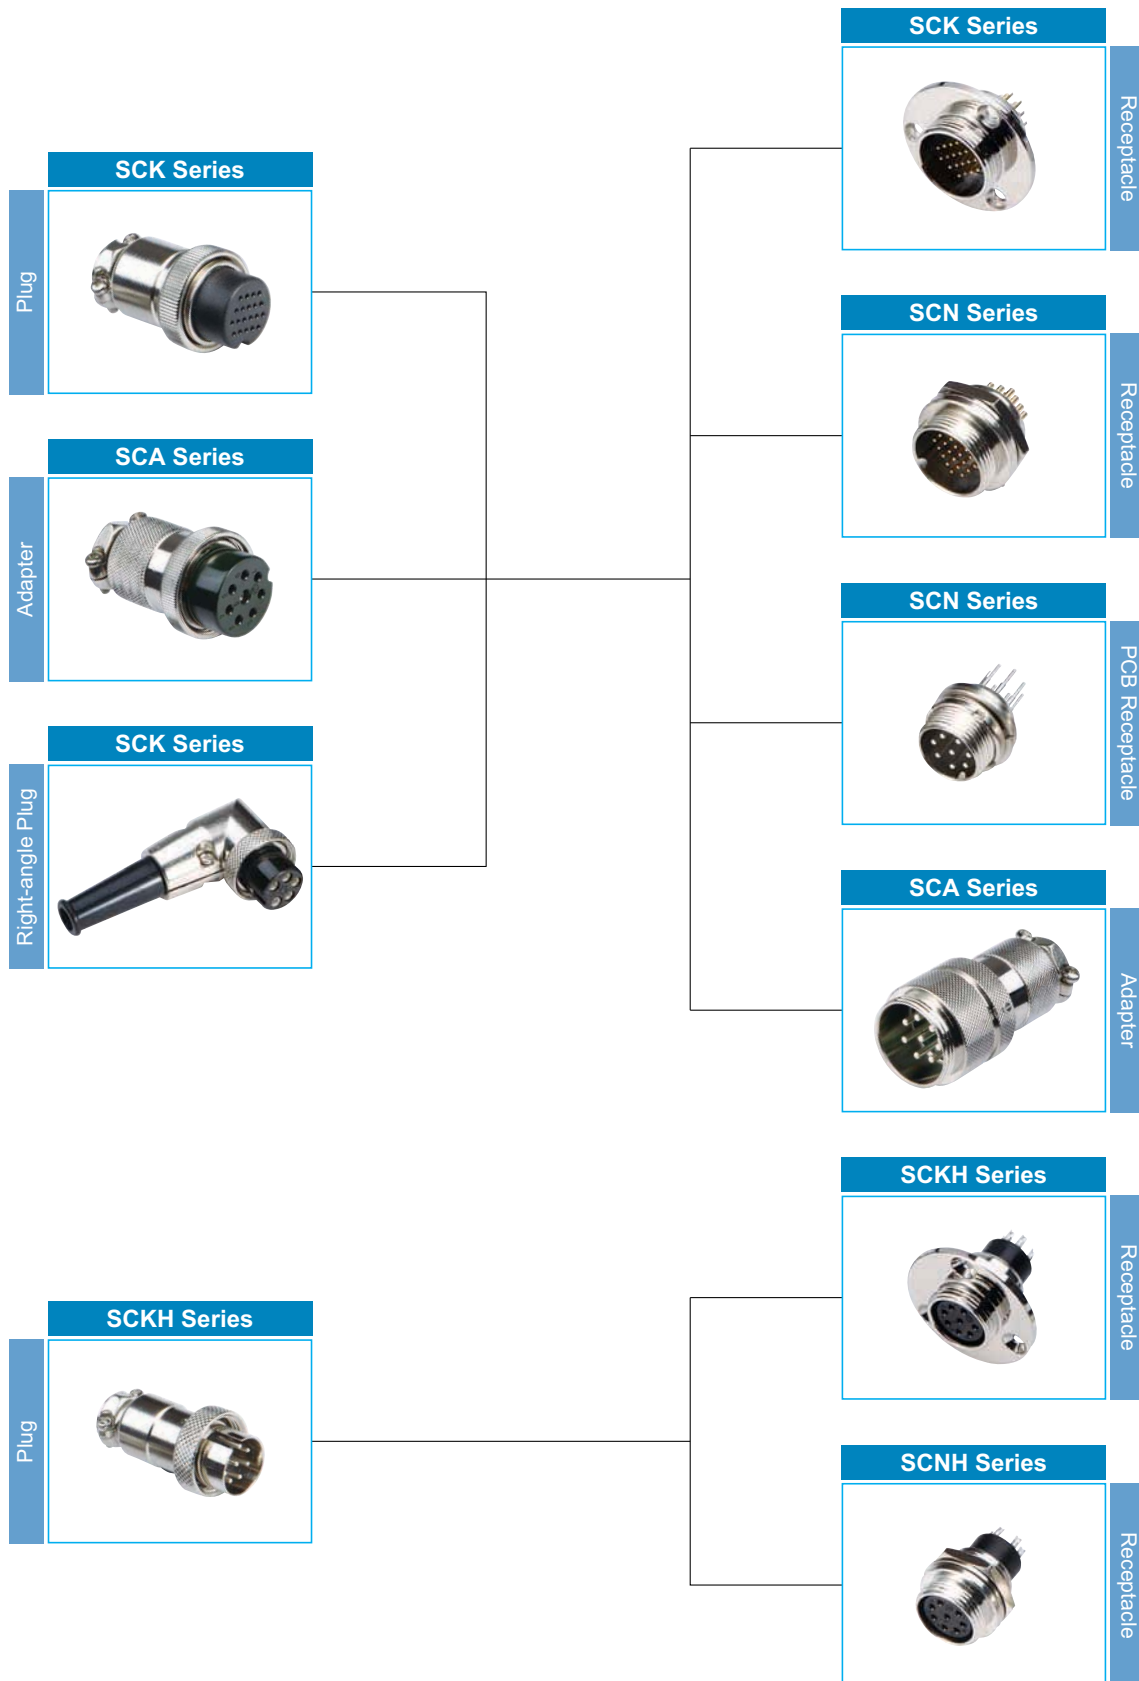 SCK Series
Receptacle
SCK Series
Plug
SCN Series
Receptacle
SCA Series
Adapter
SCN Series
PCB Receptacle
SCK Series
Right-angle Plug
SCA Series
Adapter
SCKH Series
Receptacle
SCKH Series
Plug
SCNH Series
Receptacle